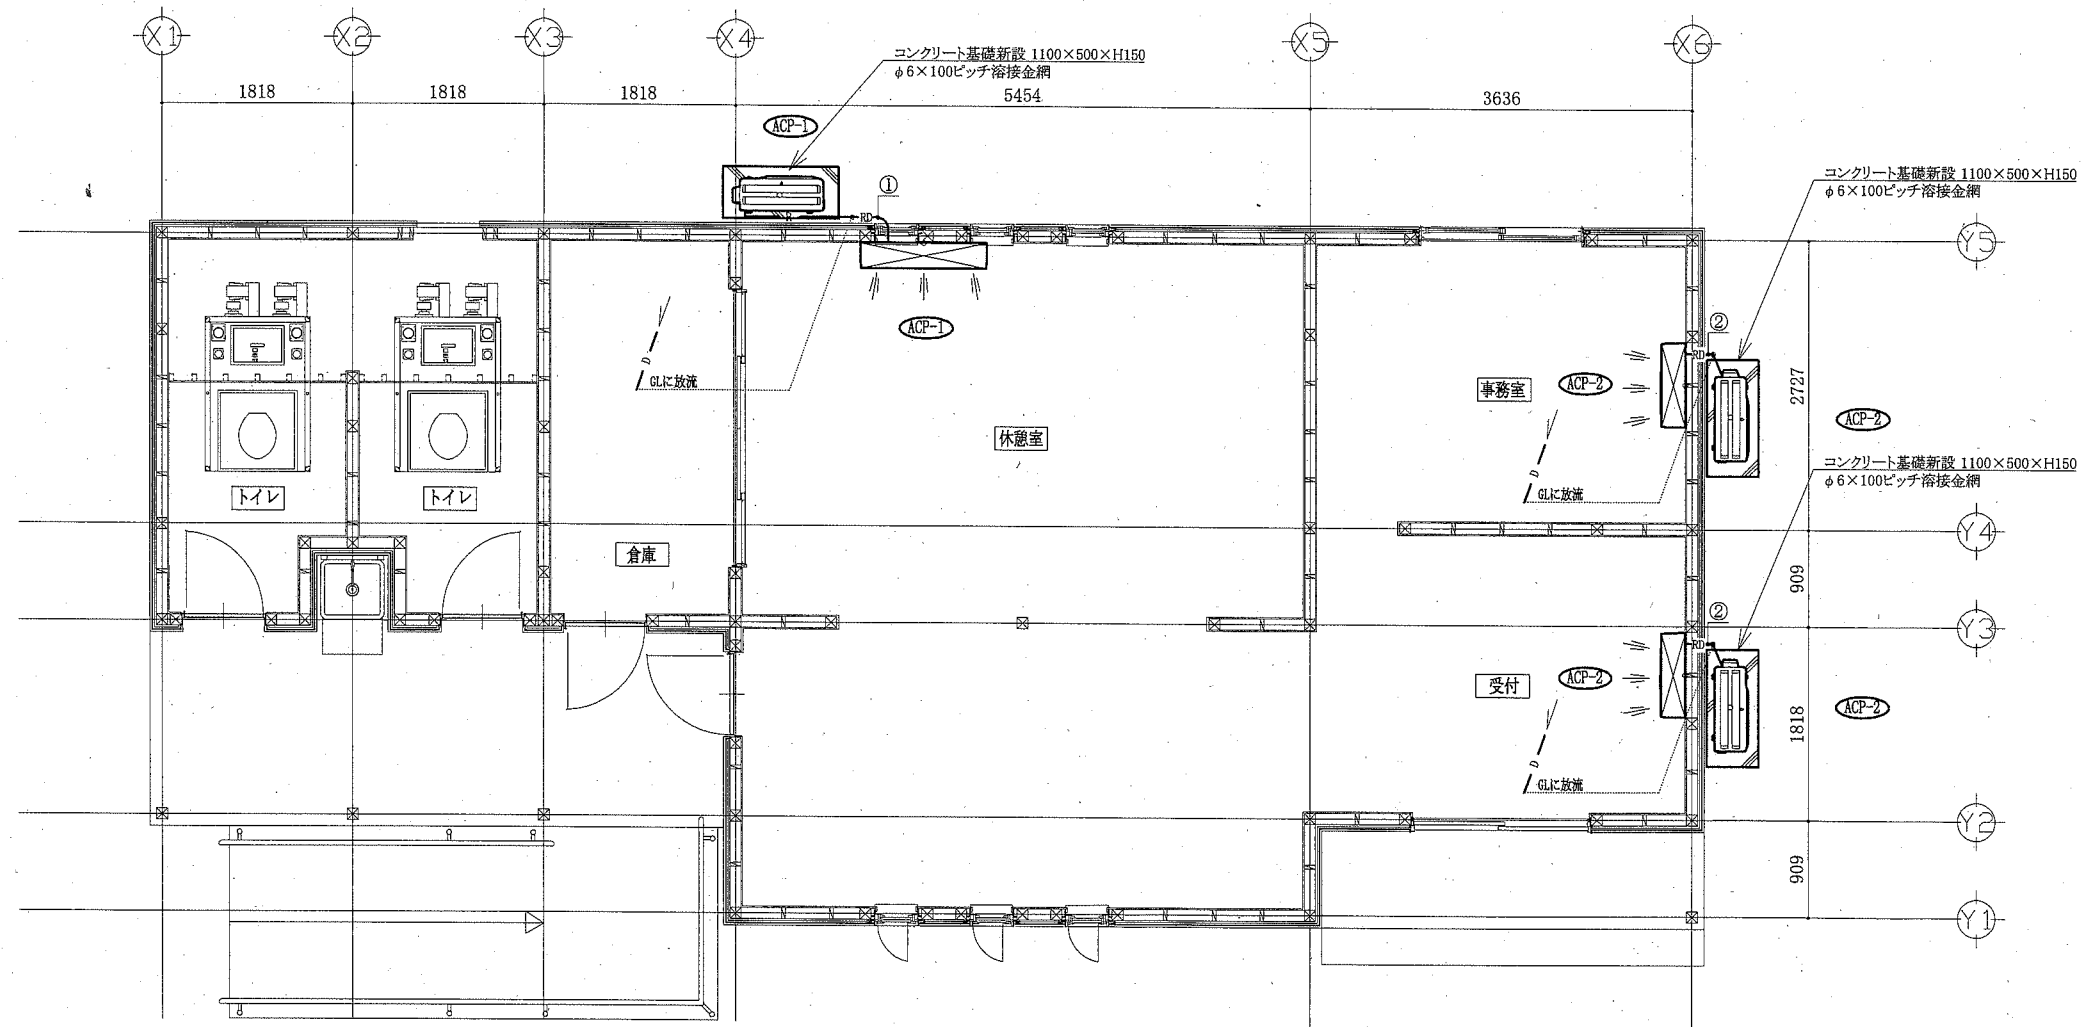 X1
X2
X3
X4
X5
X6
コンクリート基礎新設 1100×500×H150
φ6×100ピッチ溶接金網
1818
1818
1818
5454
3636
ACP-1
①
R
RD
コンクリート基礎新設 1100×500×H150
φ6×100ピッチ溶接金網
Y5
ACP-1
②
RD
D
GLに放流
事務室
ACP-2
2727
ACP-2
休憩室
D
GLに放流
コンクリート基礎新設 1100×500×H150
φ6×100ピッチ溶接金網
トイレ
トイレ
Y4
倉庫
909
②
Y3
RD
受付
ACP-2
ACP-2
1818
D
GLに放流
Y2
909
Y1